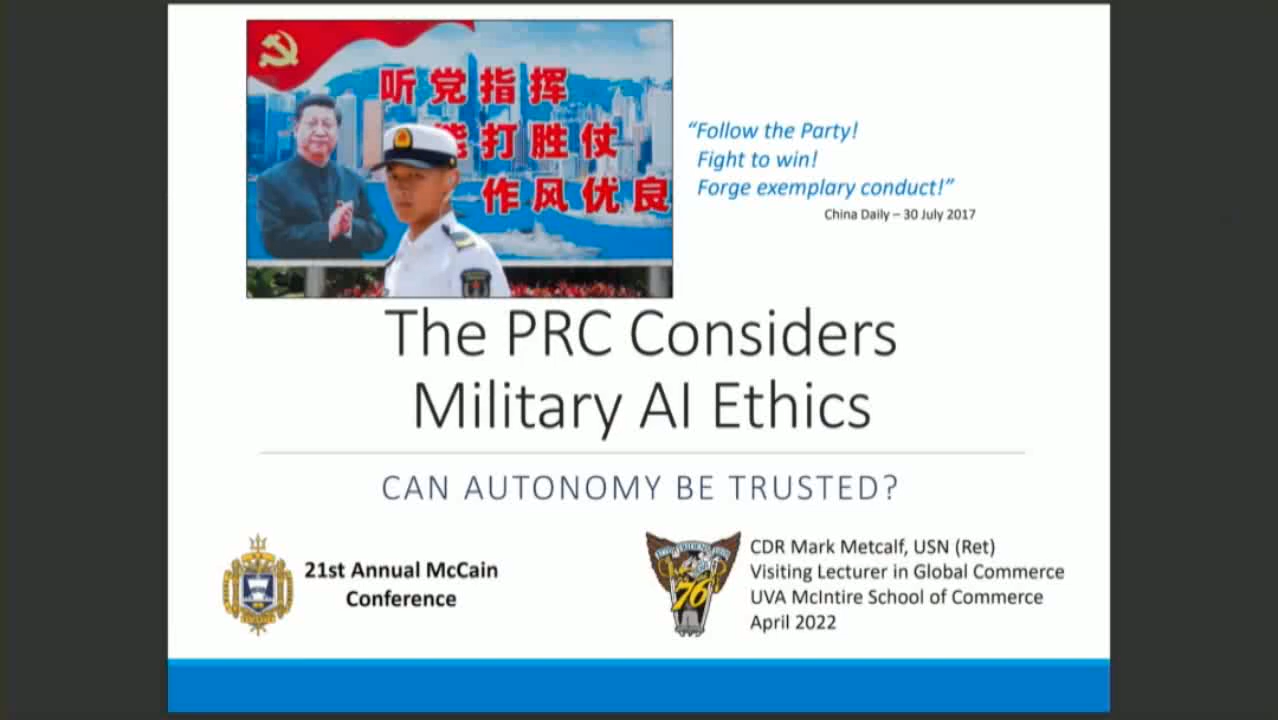 听党指挥
能打胜仗
作风优良
“Follow the Party!
Fight to win!
Forge exemplary conduct!”
China Daily – 30 July 2017
The PRC Considers
Military AI Ethics
CAN AUTONOMY BE TRUSTED?
21st Annual McCain
Conference
76
CDR Mark Metcalf, USN (Ret)
Visiting Lecturer in Global Commerce
UVA McIntire School of Commerce
April 2022